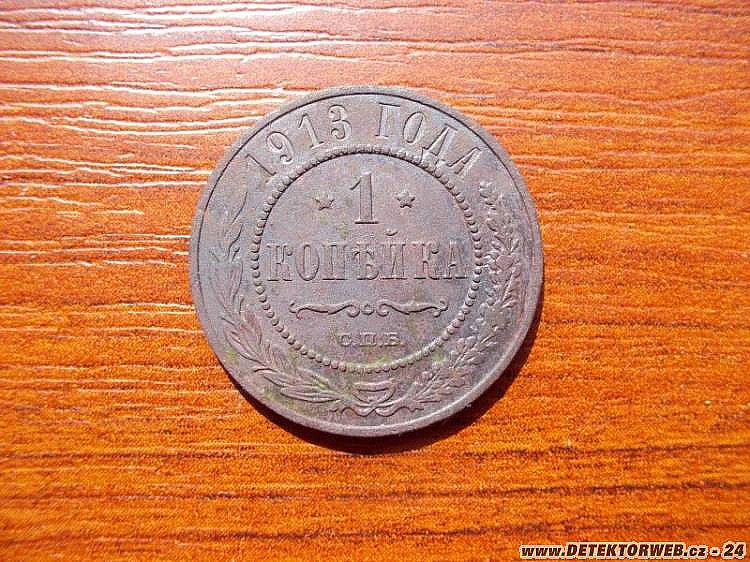 1913 ГОДА
1
КОПѢЙКА
С.П.Б.
www.DETEKTORWEB.cz - 24